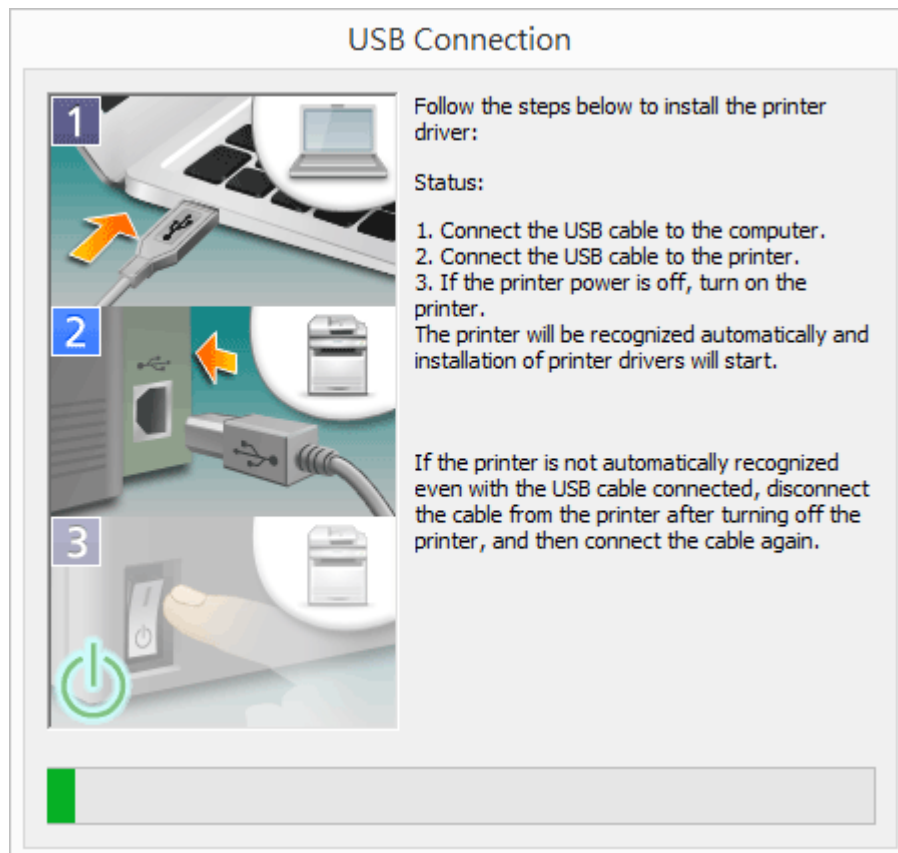 USB Connection
1
Follow the steps below to install the printer
driver:
Status:
1. Connect the USB cable to the computer.
2. Connect the USB cable to the printer.
3. If the printer power is off, turn on the
printer.
The printer will be recognized automatically and
installation of printer drivers will start.
2
If the printer is not automatically recognized
even with the USB cable connected, disconnect
the cable from the printer after turning off the
printer, and then connect the cable again.
3